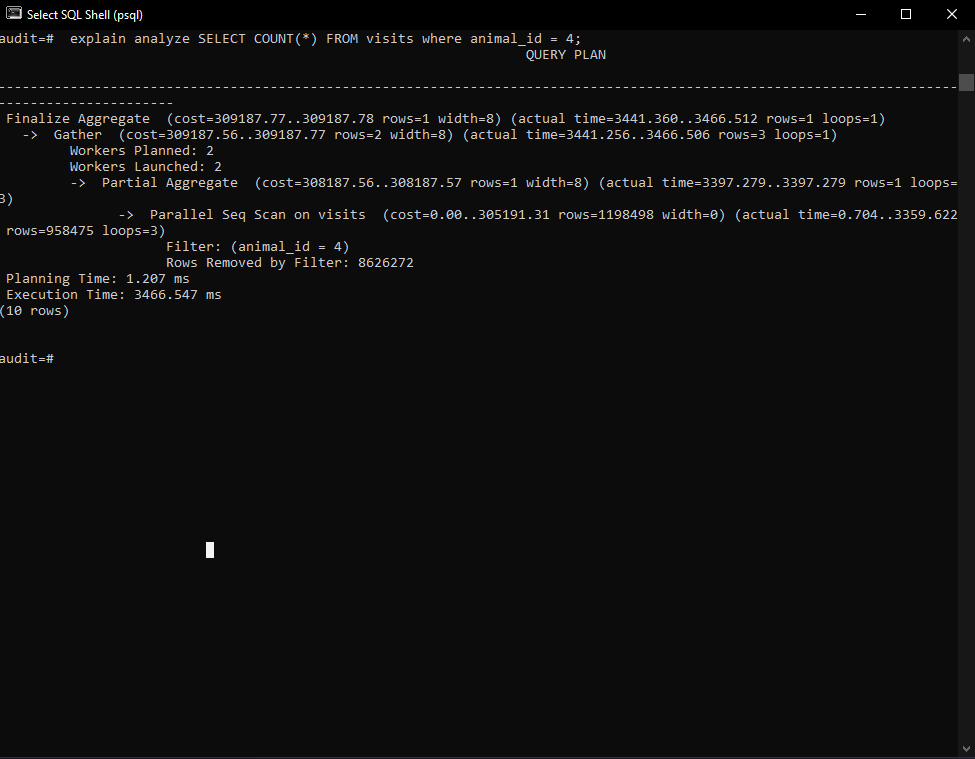 Select SQL Shell (psql)
audit=#  explain analyze SELECT COUNT(*) FROM visits where animal_id = 4;
QUERY PLAN
-----------------------------------------------------------------------------------------------------------------------
---------------------
Finalize Aggregate  (cost=309187.77..309187.78 rows=1 width=8) (actual time=3441.360..3466.512 rows=1 loops=1)
->  Gather  (cost=309187.56..309187.77 rows=2 width=8) (actual time=3441.256..3466.506 rows=3 loops=1)
Workers Planned: 2
Workers Launched: 2
->  Partial Aggregate  (cost=308187.56..308187.57 rows=1 width=8) (actual time=3397.279..3397.279 rows=1 loops=
3)
->  Parallel Seq Scan on visits  (cost=0.00..305191.31 rows=1198498 width=0) (actual time=0.704..3359.622
rows=958475 loops=3)
Filter: (animal_id = 4)
Rows Removed by Filter: 8626272
Planning Time: 1.207 ms
Execution Time: 3466.547 ms
(10 rows)
audit=#